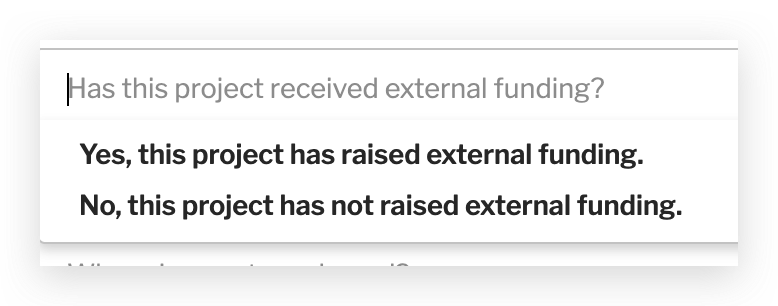 Has this project received external funding?
Yes, this project has raised external funding.
No, this project has not raised external funding.